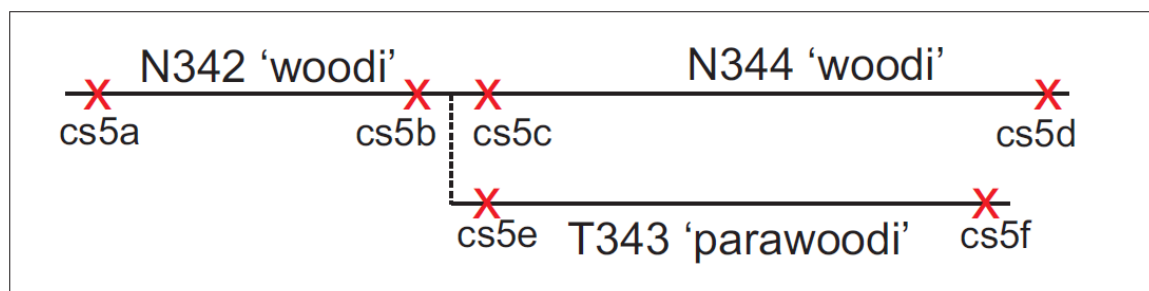 N342 ‘woodi’ N344 ‘woodi’
cs5a cs5b cs5c cs5d
cs5e T343 ‘parawoodi’ cs5f